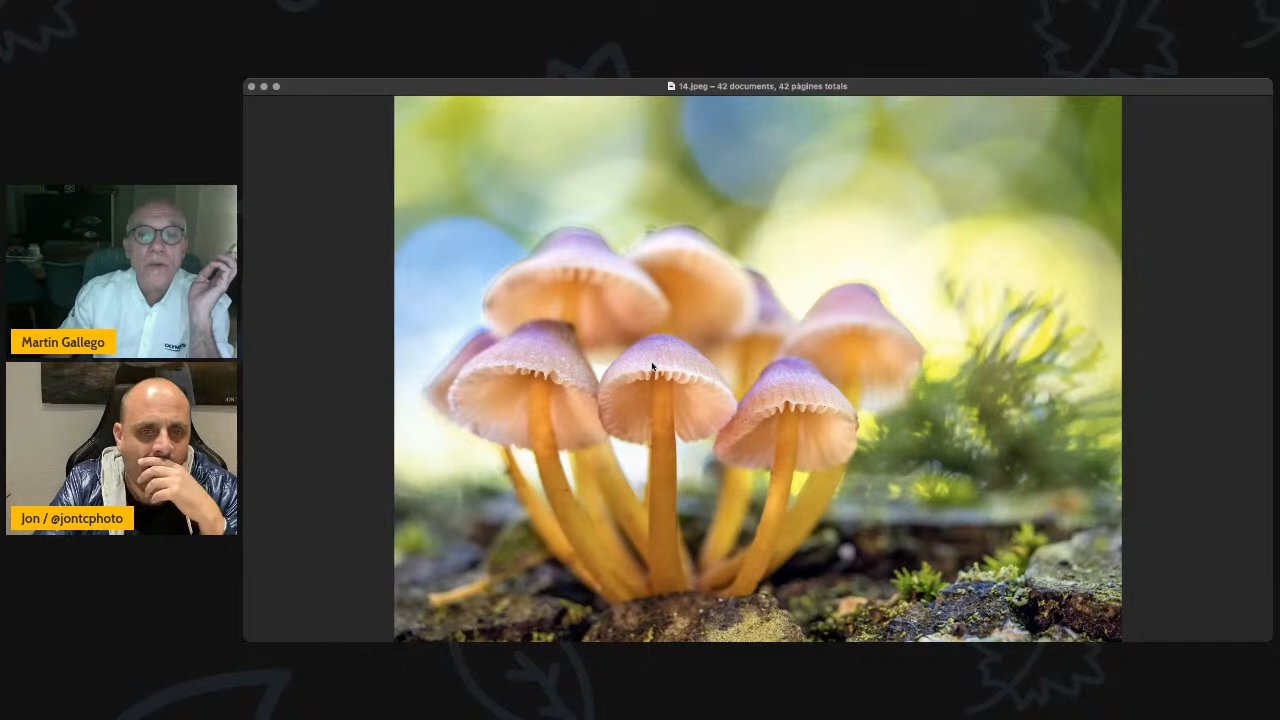 14.jpeg – 42 documents, 42 pàgines totals
Martin Gallego
Jon / @jontcphoto